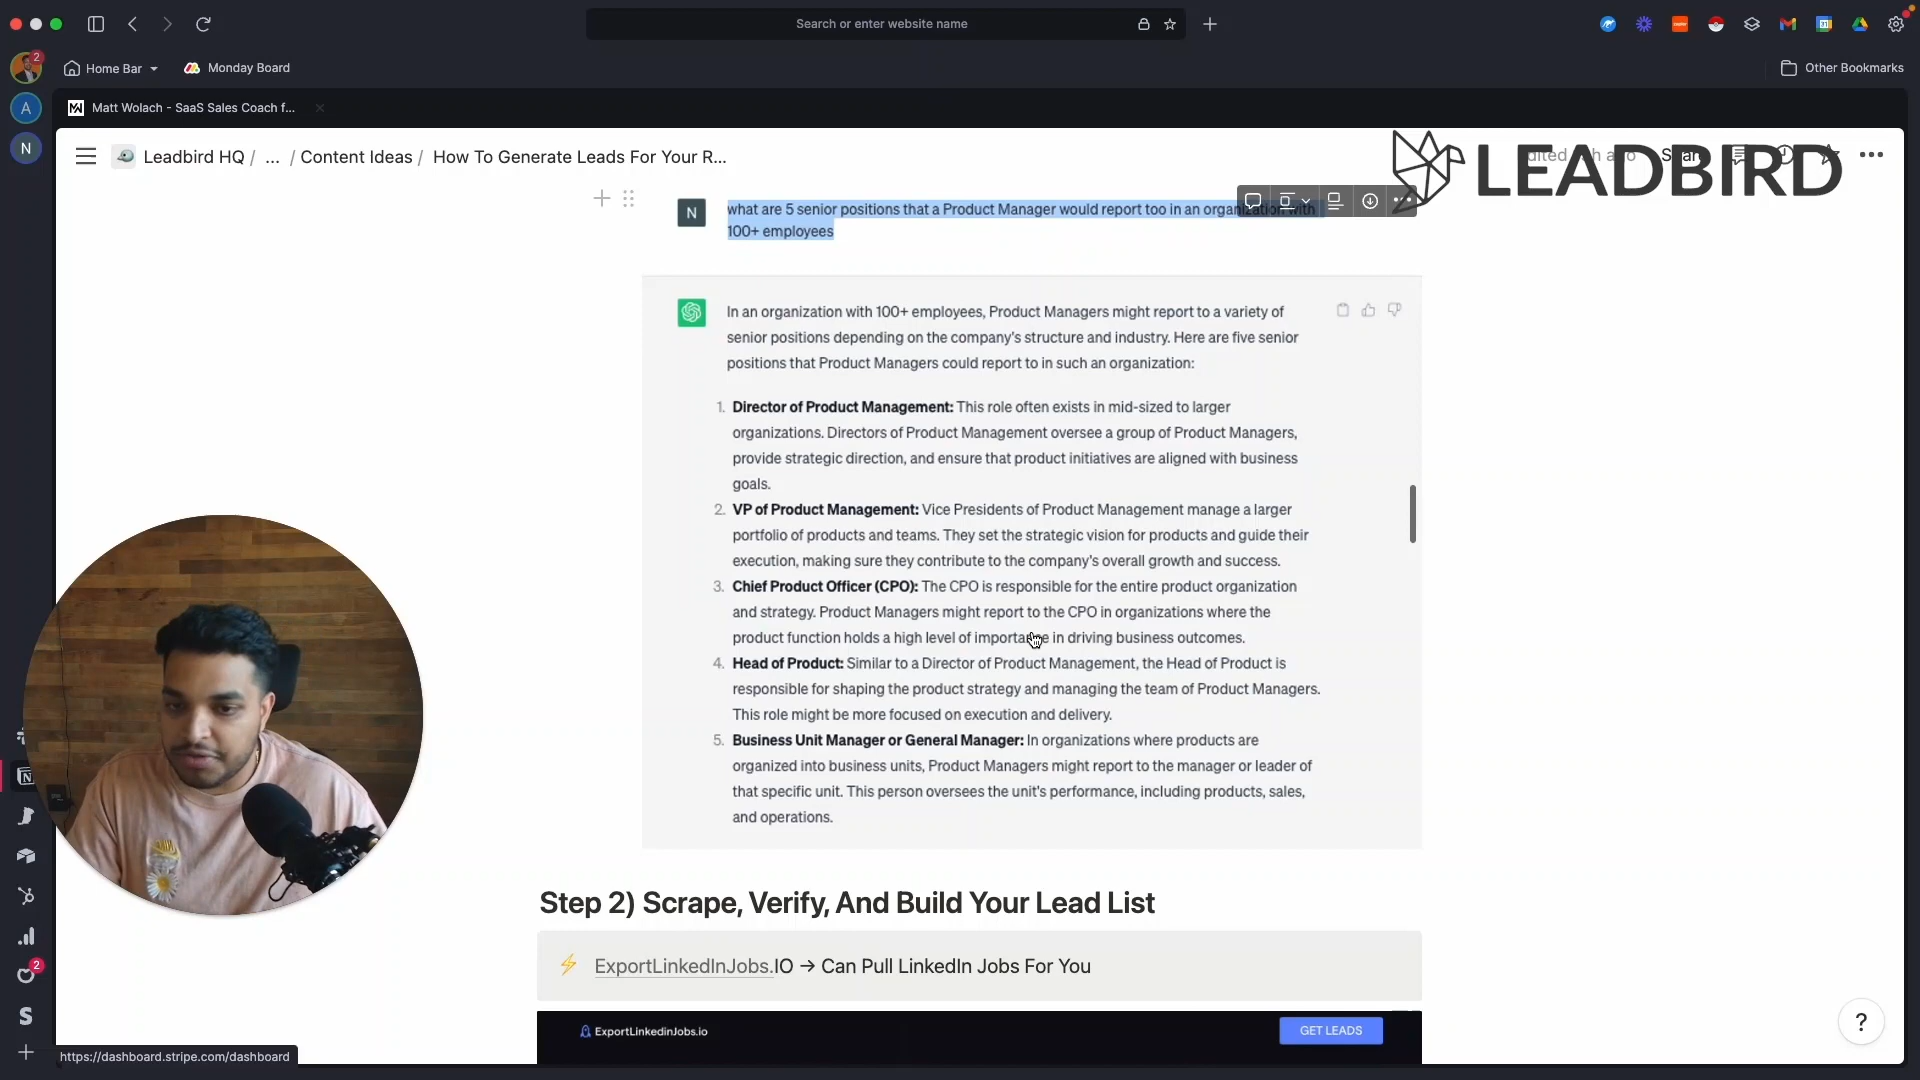 Search or enter website name
2
Home Bar
Monday Board
Other Bookmarks
A
Matt Wolach - SaaS Sales Coach f...
N
Leadbird HQ / ... / Content Ideas / How To Generate Leads For Your R...
Share
LEADBIRD
N
what are 5 senior positions that a Product Manager would report too in an organization with
100+ employees
In an organization with 100+ employees, Product Managers might report to a variety of
senior positions depending on the company's structure and industry. Here are five senior
positions that Product Managers could report to in such an organization:
1. Director of Product Management: This role often exists in mid-sized to larger
organizations. Directors of Product Management oversee a group of Product Managers,
provide strategic direction, and ensure that product initiatives are aligned with business
goals.
2. VP of Product Management: Vice Presidents of Product Management manage a larger
portfolio of products and teams. They set the strategic vision for products and guide their
execution, making sure they contribute to the company's overall growth and success.
3. Chief Product Officer (CPO): The CPO is responsible for the entire product organization
and strategy. Product Managers might report to the CPO in organizations where the
product function holds a high level of importance in driving business outcomes.
4. Head of Product: Similar to a Director of Product Management, the Head of Product is
responsible for shaping the product strategy and managing the team of Product Managers.
This role might be more focused on execution and delivery.
5. Business Unit Manager or General Manager: In organizations where products are
organized into business units, Product Managers might report to the manager or leader of
that specific unit. This person oversees the unit's performance, including products, sales,
and operations.
Step 2) Scrape, Verify, And Build Your Lead List
ExportLinkedInJobs.IO → Can Pull LinkedIn Jobs For You
ExportLinkedinJobs.io
GET LEADS
2
S
?
https://dashboard.stripe.com/dashboard